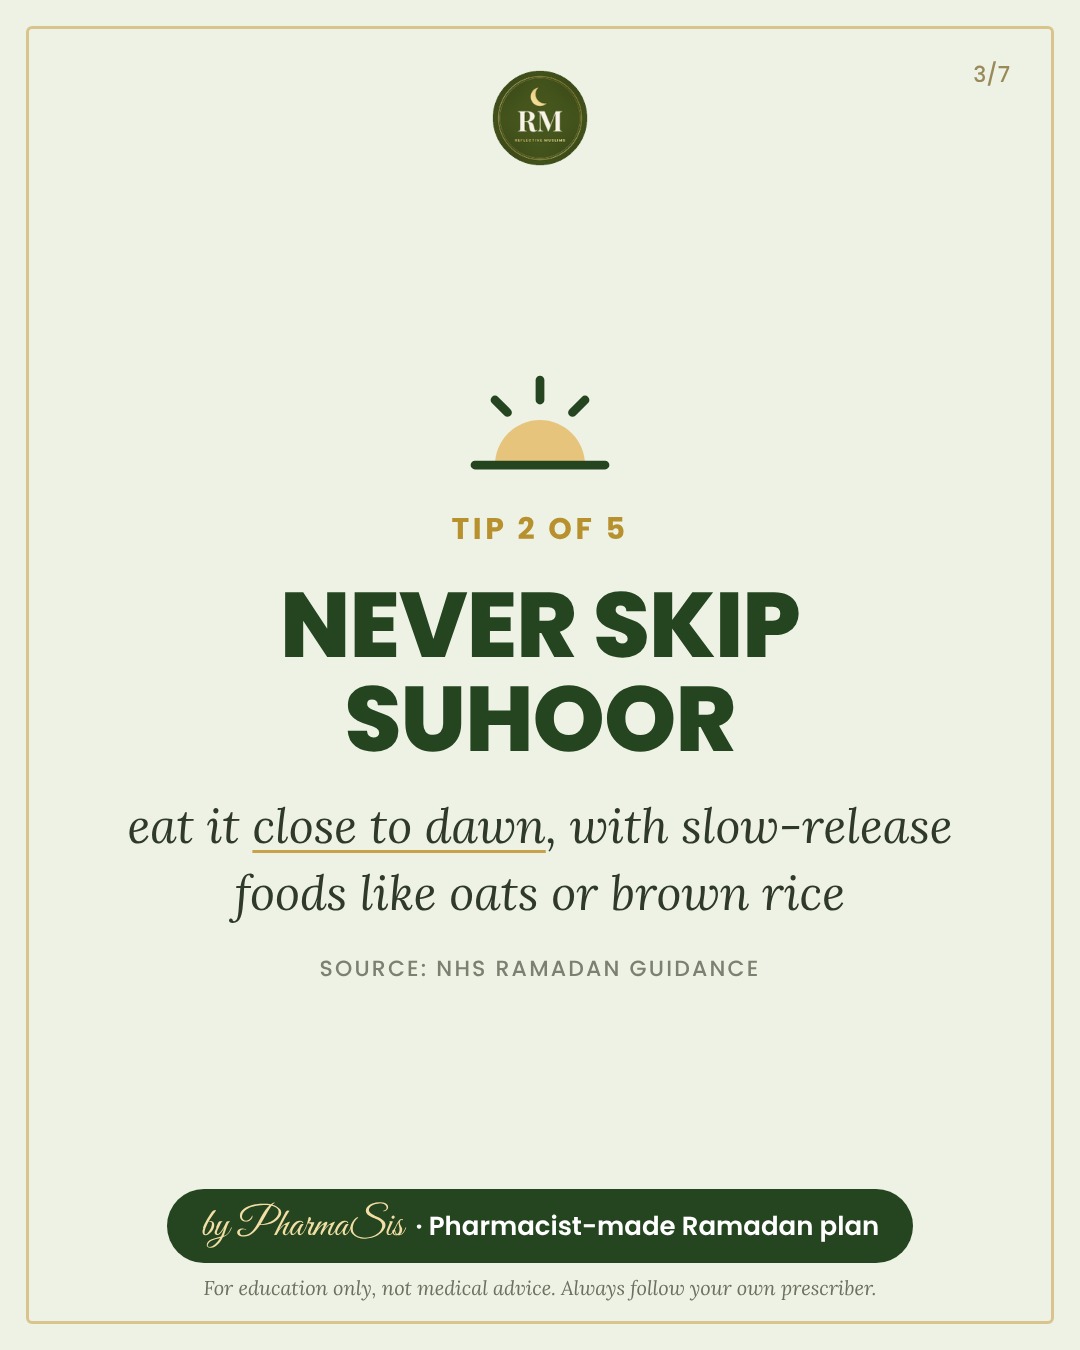 3/7
RM
REFLECTIVE MUSLIMS
TIP 2 OF 5
NEVER SKIP
SUHOOR
eat it close to dawn, with slow-release
foods like oats or brown rice
SOURCE: NHS RAMADAN GUIDANCE
by PharmaSis · Pharmacist-made Ramadan plan
For education only, not medical advice. Always follow your own prescriber.